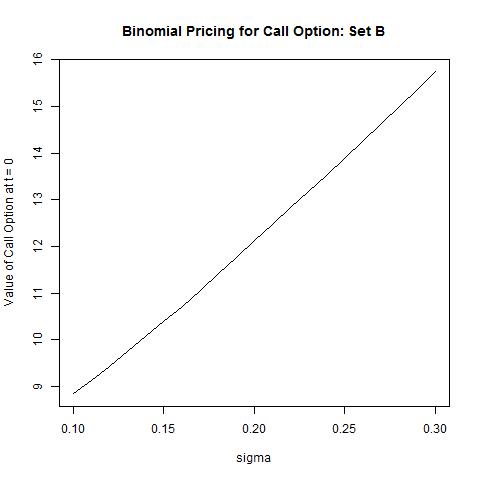 Binomial Pricing for Call Option: Set B
Value of Call Option at t = 0
16
15
14
13
12
11
10
9
0.10 0.15 0.20 0.25 0.30
sigma